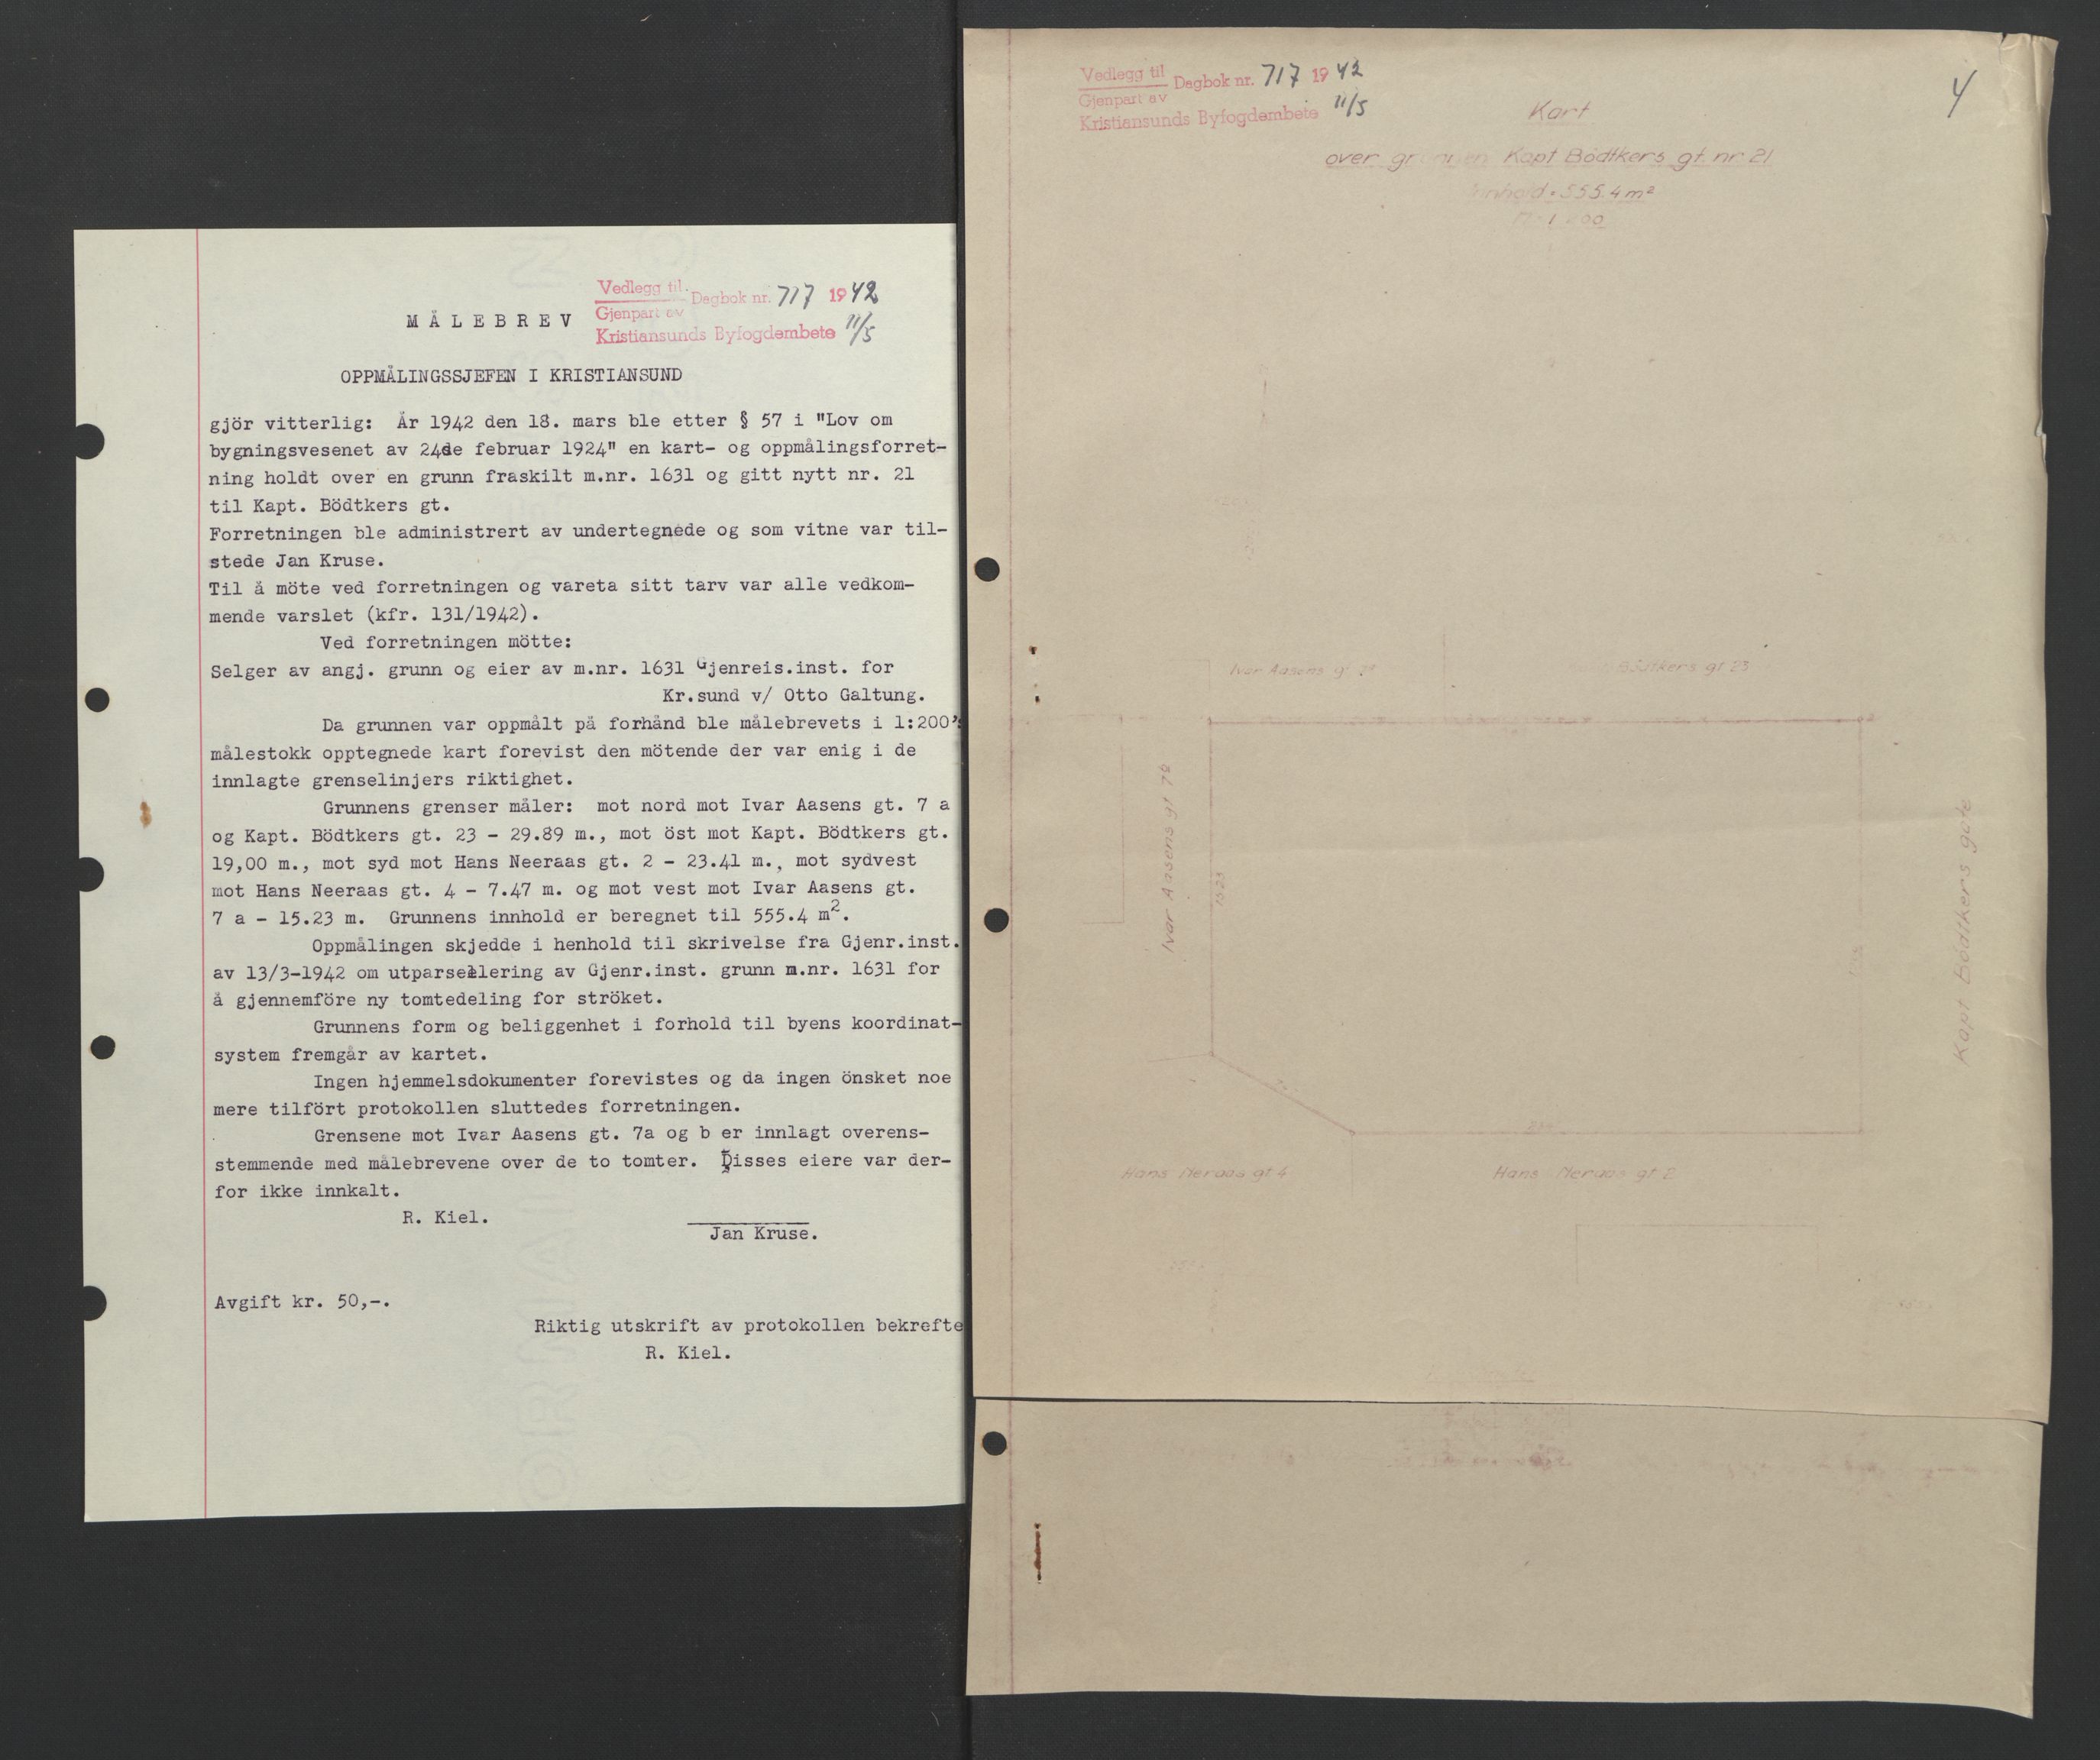 Vedlegg til
Gjenpart av
Dagbok nr. 717 1942
Kristiansunds Byfogdembete 11/5
MÅLEBREV
OPPMÅLINGSSJEFEN I KRISTIANSUND
gjör vitterlig: År 1942 den 18. mars ble etter § 57 i "Lov om
bygningsvesenet av 24de februar 1924" en kart- og oppmålingsforret-
ning holdt over en grunn fraskilt m.nr. 1631 og gitt nytt nr. 21
til Kapt. Bödtkers gt.
Forretningen ble administrert av undertegnede og som vitne var til-
stede Jan Kruse.
Til å möte ved forretningen og vareta sitt tarv var alle vedkom-
mende varslet (kfr. 131/1942).
Ved forretningen mötte:
Selger av angj. grunn og eier av m.nr. 1631 Gjenreis.inst. for
Kr.sund v/ Otto Galtung.
Da grunnen var oppmålt på forhånd ble målebrevets i 1:200's
målestokk opptegnede kart forevist den mötende der var enig i de
innlagte grenselinjers riktighet.
Grunnens grenser måler: mot nord mot Ivar Aasens gt. 7 a
og Kapt. Bödtkers gt. 23 - 29.89 m., mot öst mot Kapt. Bödtkers gt.
19,00 m., mot syd mot Hans Neeraas gt. 2 - 23.41 m., mot sydvest
mot Hans Neeraas gt. 4 - 7.47 m. og mot vest mot Ivar Aasens gt.
7 a - 15.23 m. Grunnens innhold er beregnet til 555.4 m2.
Oppmålingen skjedde i henhold til skrivelse fra Gjenr.inst.
av 13/3-1942 om utparsellering av Gjenr.inst. grunn m.nr. 1631 for
å gjennemföre ny tomtedeling for ströket.
Grunnens form og beliggenhet i forhold til byens koordinat-
system fremgår av kartet.
Ingen hjemmelsdokumenter forevistes og da ingen önsket noe
mere tilfört protokollen sluttedes forretningen.
Grensene mot Ivar Aasens gt. 7a og b er innlagt overens-
stemmende med målebrevene over de to tomter. Disses eiere var der-
for ikke innkalt.
R. Kiel.
Jan Kruse.
Avgift kr. 50,-.
Riktig utskrift av protokollen bekrefte
R. Kiel.
Vedlegg til
Gjenpart av
Dagbok nr. 717 1942
Kristiansunds Byfogdembete 11/5
4
Kart
over grunnen Kapt Bödtkers gt. nr. 21
Innhold = 555.4 m2
Ivar Aasens gt
Bödtkers gt 23
Ivar Aasens gt 7a
15.23
Kapt Bödtkers gate
Hans Neraas gt 4
Hans Neraas gt 2